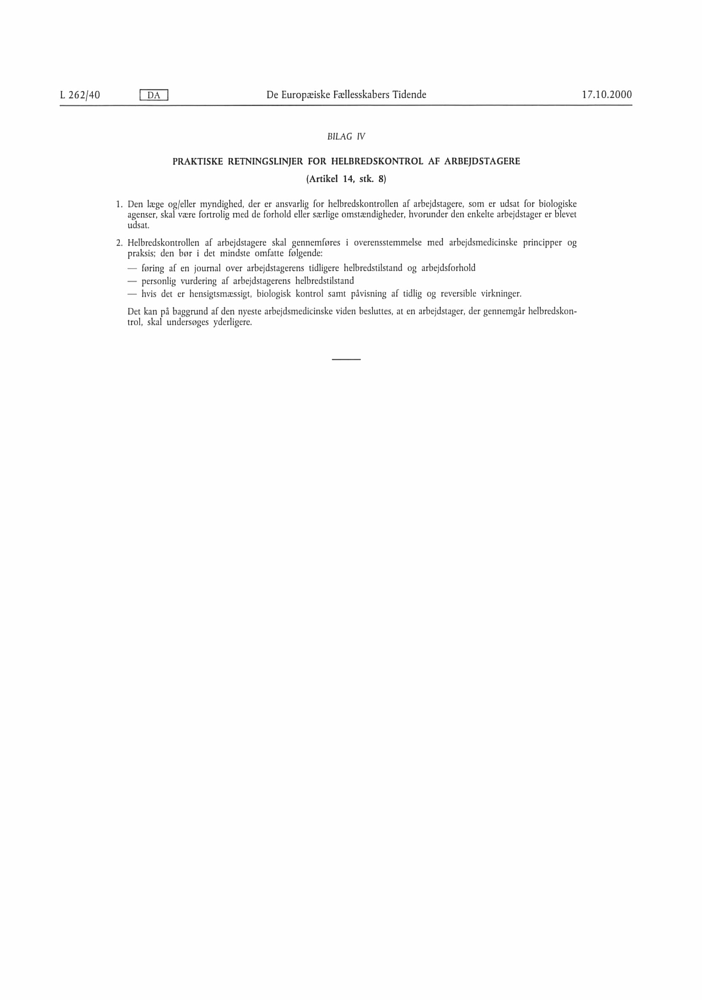 L 262/40 DA De Europæiske Fællesskabers Tidende 17.10.2000
BILAG IV
PRAKTISKE RETNINGSLINJER FOR HELBREDSKONTROL AF ARBEJDSTAGERE
(Artikel 14, stk. 8)
1. Den læge og/eller myndighed, der er ansvarlig for helbredskontrollen af arbejdstagere, som er udsat for biologiske
agenser, skal være fortrolig med de forhold eller særlige omstændigheder, hvorunder den enkelte arbejdstager er blevet
udsat.
2. Helbredskontrollen af arbejdstagere skal gennemføres i overensstemmelse med arbejdsmedicinske principper og
praksis; den bør i det mindste omfatte følgende:
— føring af en journal over arbejdstagerens tidligere helbredstilstand og arbejdsforhold
— personlig vurdering af arbejdstagerens helbredstilstand
— hvis det er hensigtsmæssigt, biologisk kontrol samt påvisning af tidlig og reversible virkninger.
Det kan på baggrund af den nyeste arbejdsmedicinske viden besluttes, at en arbejdstager, der gennemgår helbredskon-
trol, skal undersøges yderligere.